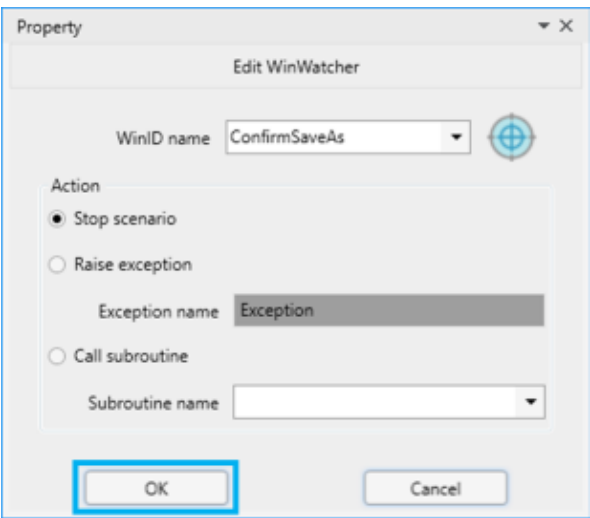 Property
Edit WinWatcher
WinID name ConfirmSaveAs
Action
Stop scenario
Raise exception
Exception name Exception
Call subroutine
Subroutine name
OK Cancel